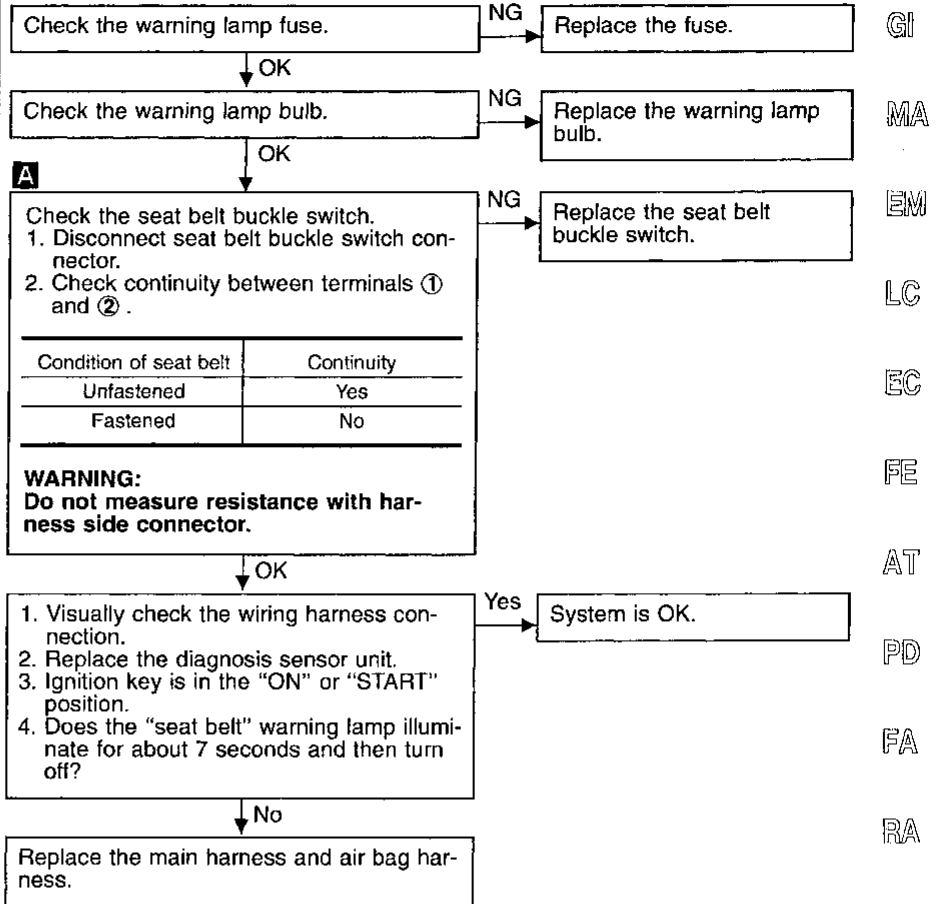 Check the warning lamp fuse.
NG
Replace the fuse.
OK
Check the warning lamp bulb.
NG
Replace the warning lamp
bulb.
OK
A
Check the seat belt buckle switch.
1. Disconnect seat belt buckle switch con-
nector.
2. Check continuity between terminals ①
and ② .
Condition of seat belt Continuity
Unfastened Yes
Fastened No
WARNING:
Do not measure resistance with har-
ness side connector.
NG
Replace the seat belt
buckle switch.
OK
1. Visually check the wiring harness con-
nection.
2. Replace the diagnosis sensor unit.
3. Ignition key is in the “ON” or “START”
position.
4. Does the “seat belt” warning lamp illumi-
nate for about 7 seconds and then turn
off?
Yes
System is OK.
No
Replace the main harness and air bag har-
ness.
GI
MA
EM
LC
EC
FE
AT
PD
FA
RA